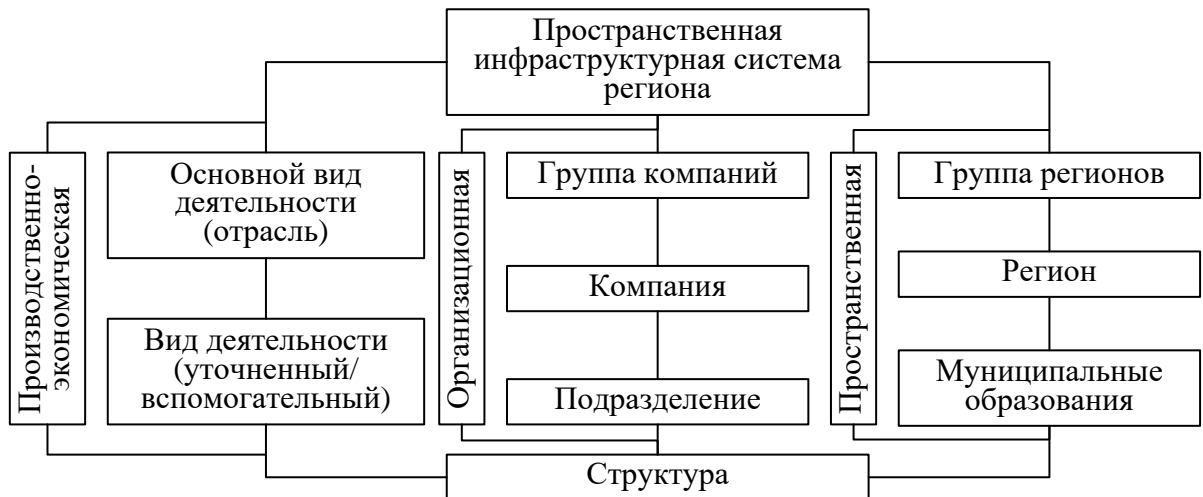 Пространственная
инфраструктурная система
региона
Производственно-
экономическая
Основной вид
деятельности
(отрасль)
Вид деятельности
(уточненный/
вспомогательный)
Организационная
Группа компаний
Компания
Подразделение
Пространственная
Группа регионов
Регион
Муниципальные
образования
Структура